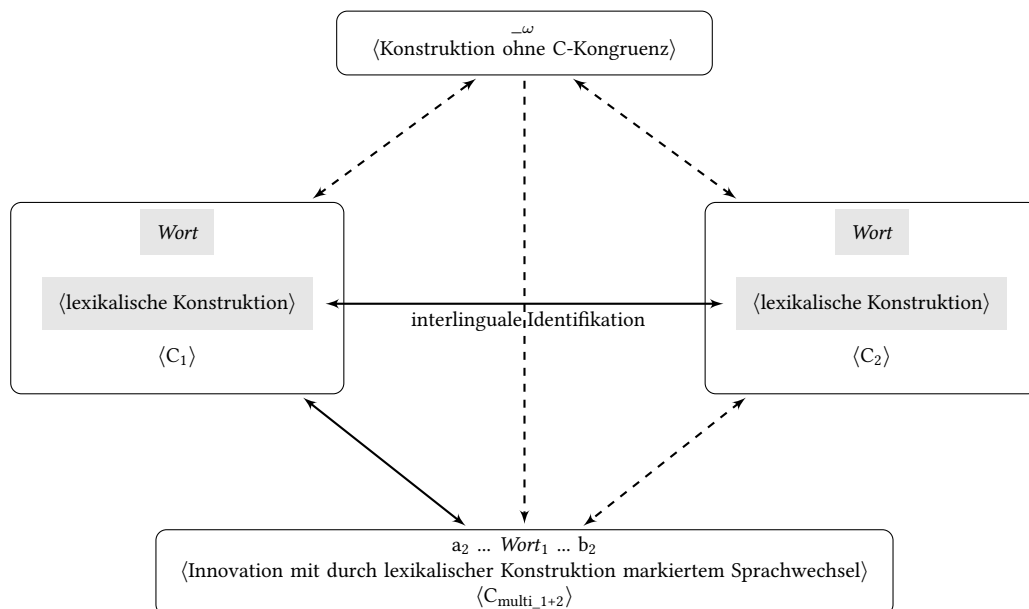 _ω
⟨Konstruktion ohne C-Kongruenz⟩
Wort
Wort
⟨lexikalische Konstruktion⟩
⟨lexikalische Konstruktion⟩
interlinguale Identifikation
⟨C₁⟩
⟨C₂⟩
a₂ ... Wort₁ ... b₂
⟨Innovation mit durch lexikalischer Konstruktion markiertem Sprachwechsel⟩
⟨C_multi_1+2⟩